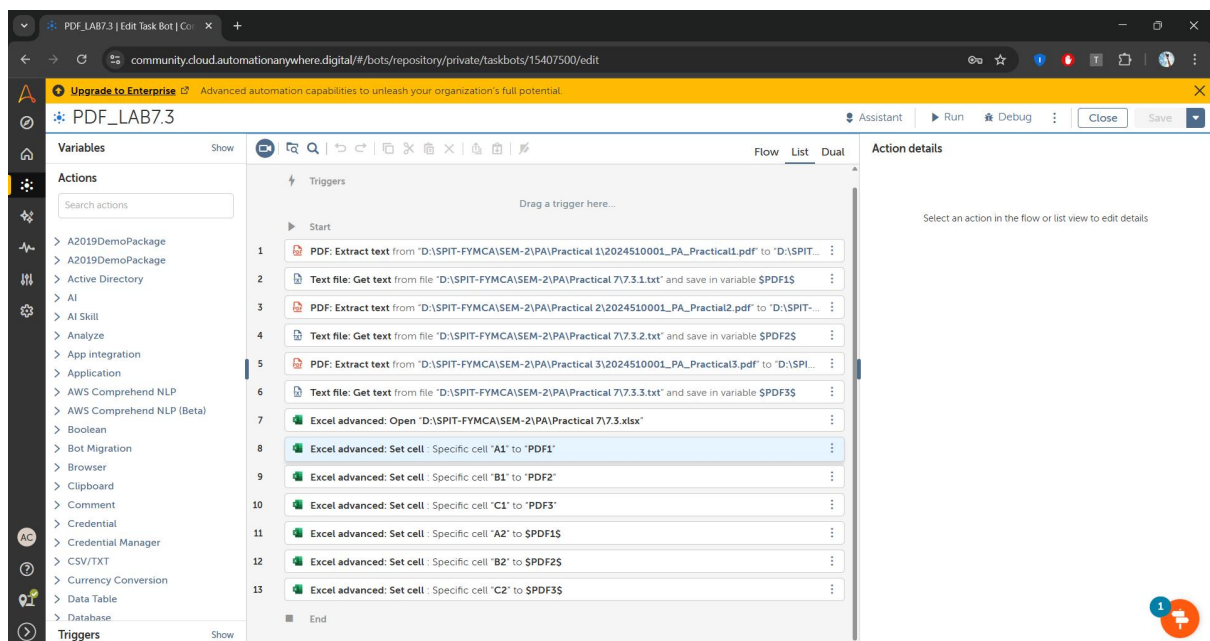 PDF_LAB7.3 | Edit Task Bot | Co
community.cloud.automationanywhere.digital/#/bots/repository/private/taskbots/15407500/edit
Upgrade to Enterprise Advanced automation capabilities to unleash your organization's full potential.
PDF_LAB7.3
Assistant Run Debug Close Save
Variables Show
Flow List Dual
Action details
Actions
Search actions
Select an action in the flow or list view to edit details
A2019DemoPackage
A2019DemoPackage
Active Directory
AI
AI Skill
Analyze
App integration
Application
AWS Comprehend NLP
AWS Comprehend NLP (Beta)
Boolean
Bot Migration
Browser
Clipboard
Comment
Credential
Credential Manager
CSV/TXT
Currency Conversion
Data Table
Database
Triggers Show
Triggers
Drag a trigger here...
Start
1 PDF: Extract text from "D:\SPIT-FYMCA\SEM-2\PA\Practical 1\2024510001_PA_Practical1.pdf" to "D:\SPIT...
2 Text file: Get text from file "D:\SPIT-FYMCA\SEM-2\PA\Practical 7\7.3.1.txt" and save in variable $PDF1$
3 PDF: Extract text from "D:\SPIT-FYMCA\SEM-2\PA\Practical 2\2024510001_PA_Practial2.pdf" to "D:\SPIT-...
4 Text file: Get text from file "D:\SPIT-FYMCA\SEM-2\PA\Practical 7\7.3.2.txt" and save in variable $PDF2$
5 PDF: Extract text from "D:\SPIT-FYMCA\SEM-2\PA\Practical 3\2024510001_PA_Practical3.pdf" to "D:\SPI...
6 Text file: Get text from file "D:\SPIT-FYMCA\SEM-2\PA\Practical 7\7.3.3.txt" and save in variable $PDF3$
7 Excel advanced: Open "D:\SPIT-FYMCA\SEM-2\PA\Practical 7\7.3.xlsx"
8 Excel advanced: Set cell : Specific cell "A1" to "PDF1"
9 Excel advanced: Set cell : Specific cell "B1" to "PDF2"
10 Excel advanced: Set cell : Specific cell "C1" to "PDF3"
11 Excel advanced: Set cell : Specific cell "A2" to $PDF1$
12 Excel advanced: Set cell : Specific cell "B2" to $PDF2$
13 Excel advanced: Set cell : Specific cell "C2" to $PDF3$
End
AC
1